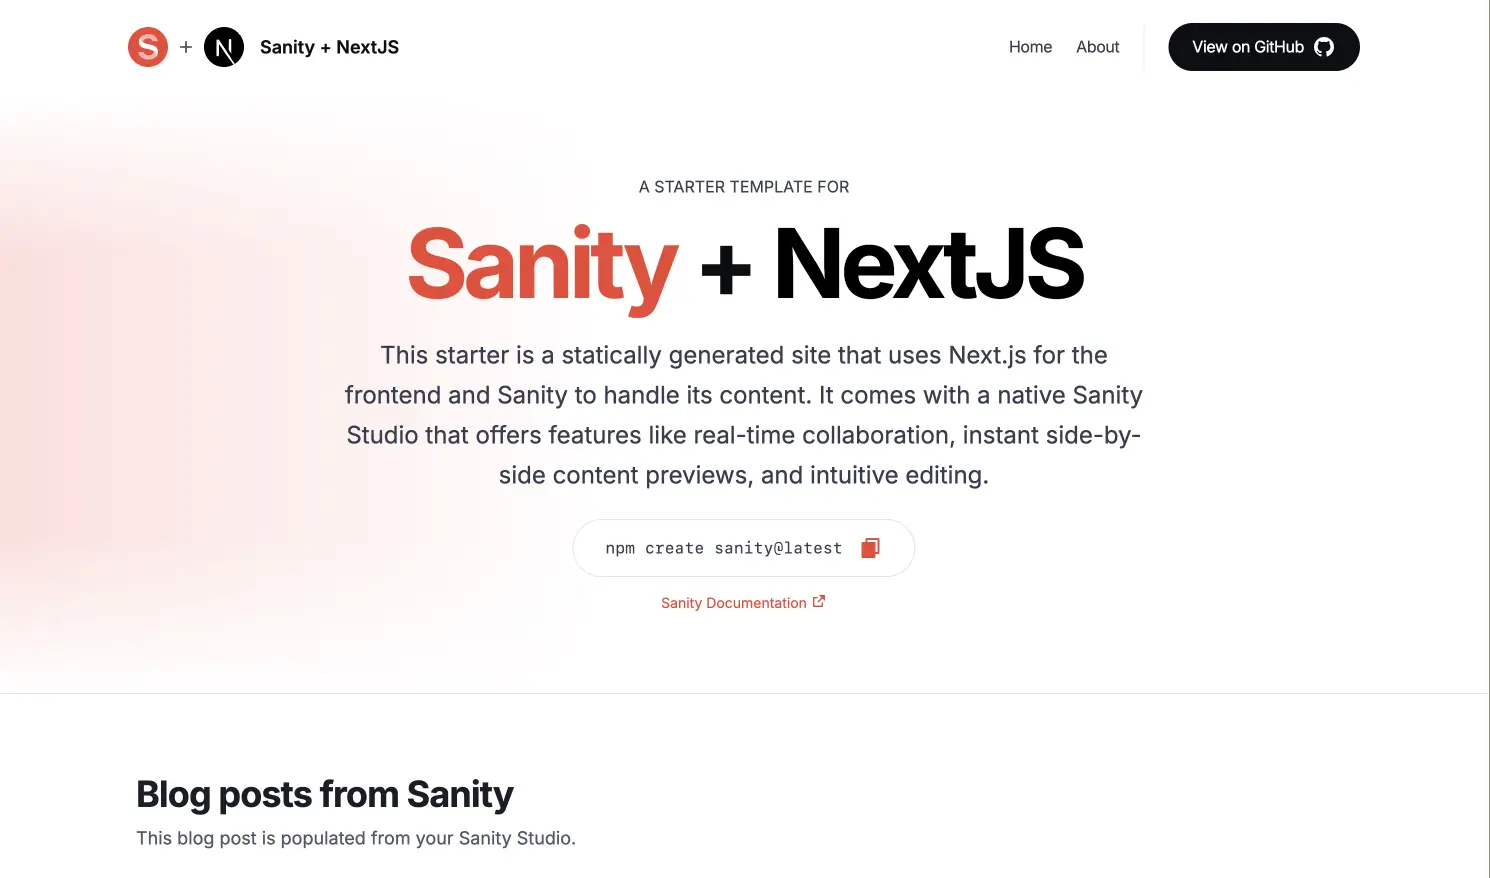 S + N Sanity + NextJS Home About View on GitHub
A STARTER TEMPLATE FOR
Sanity + NextJS
This starter is a statically generated site that uses Next.js for the
frontend and Sanity to handle its content. It comes with a native Sanity
Studio that offers features like real-time collaboration, instant side-by-
side content previews, and intuitive editing.
npm create sanity@latest
Sanity Documentation
Blog posts from Sanity
This blog post is populated from your Sanity Studio.